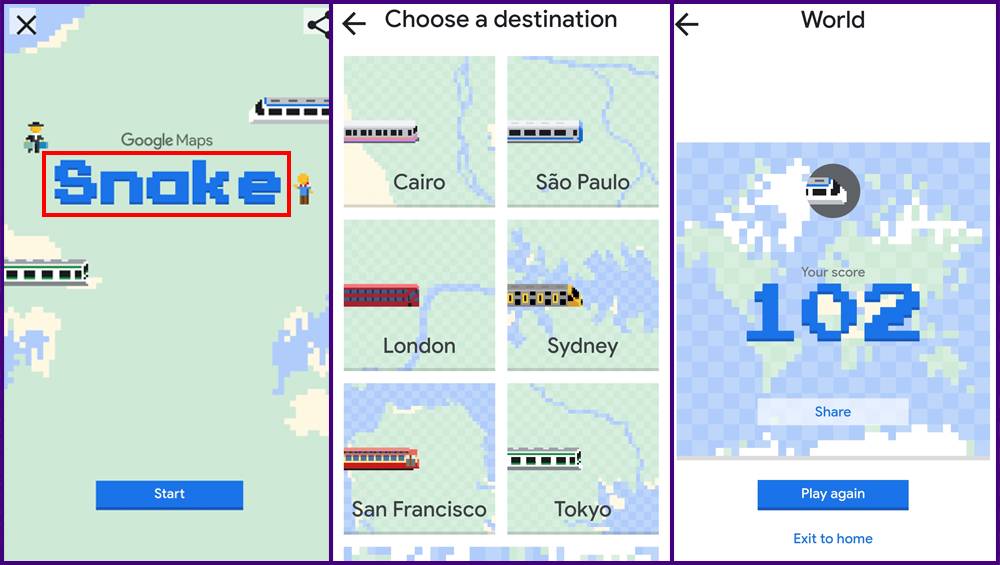 Google Maps
Snake
Start
Choose a destination
Cairo
São Paulo
London
Sydney
San Francisco
Tokyo
World
Your score
102
Share
Play again
Exit to home